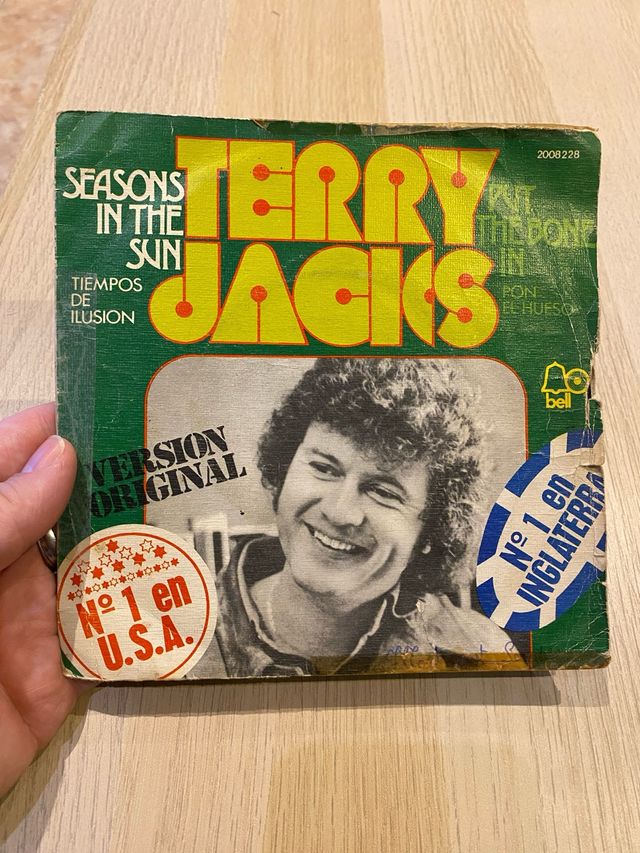 2008228
TERRY
JACKS
SEASONS
IN THE
SUN
TIEMPOS
DE
ILUSION
PUT
THE BONE
IN
PON
EL HUESO
bell
VERSION
ORIGINAL
Nº 1 en
INGLATERRA
Nº 1 en
U.S.A.